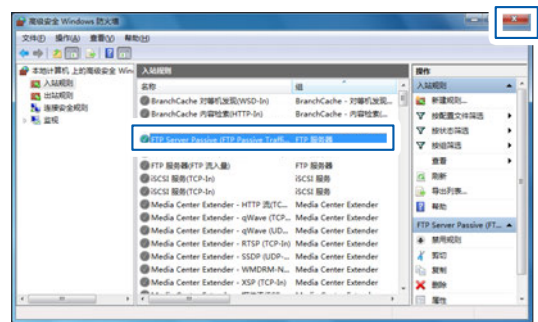 高级安全 Windows 防火墙
文件(F) 操作(A) 查看(V) 帮助(H)
本地计算机 上的高级安全 Win
入站规则
出站规则
连接安全规则
监视
入站规则
名称 组
BranchCache 对等机发现(WSD-In) BranchCache - 对等机发现...
BranchCache 内容检索(HTTP-In) BranchCache - 内容检索(...
FTP Server Passive (FTP Passive Traffi... FTP 服务器
FTP 服务器(FTP 流入量) FTP 服务器
iSCSI 服务(TCP-In) iSCSI 服务
iSCSI 服务(TCP-In) iSCSI 服务
Media Center Extender - HTTP 流(TC... Media Center Extender
Media Center Extender - qWave (TCP... Media Center Extender
Media Center Extender - qWave (UD... Media Center Extender
Media Center Extender - RTSP (TCP-In) Media Center Extender
Media Center Extender - SSDP (UDP-... Media Center Extender
Media Center Extender - WMDRM-N... Media Center Extender
Media Center Extender - XSP (TCP-In) Media Center Extender
操作
入站规则
新建规则...
按配置文件筛选
按状态筛选
按组筛选
查看
刷新
导出列表...
帮助
FTP Server Passive (FT...
禁用规则
剪切
复制
删除
属性